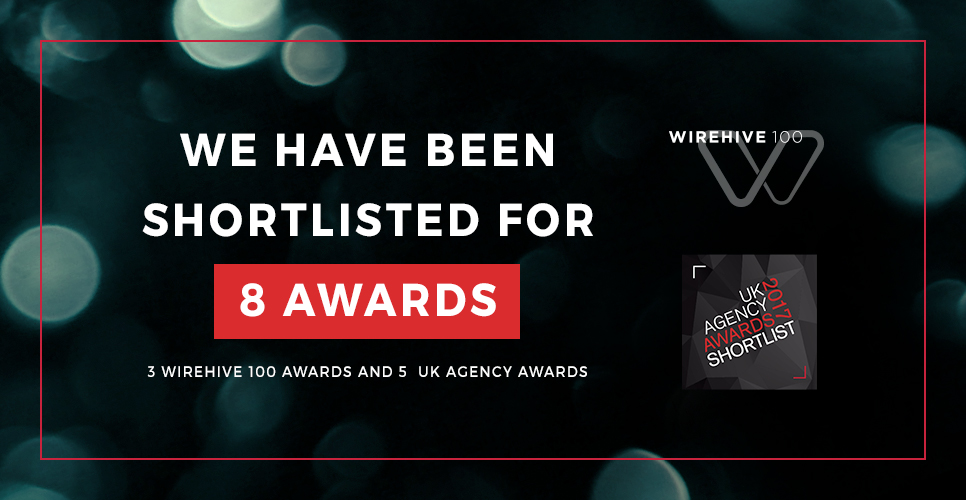 WE HAVE BEEN
SHORTLISTED FOR
8 AWARDS
3 WIREHIVE 100 AWARDS AND 5 UK AGENCY AWARDS
WIREHIVE 100
UK
AGENCY
AWARDS
SHORTLIST
2017